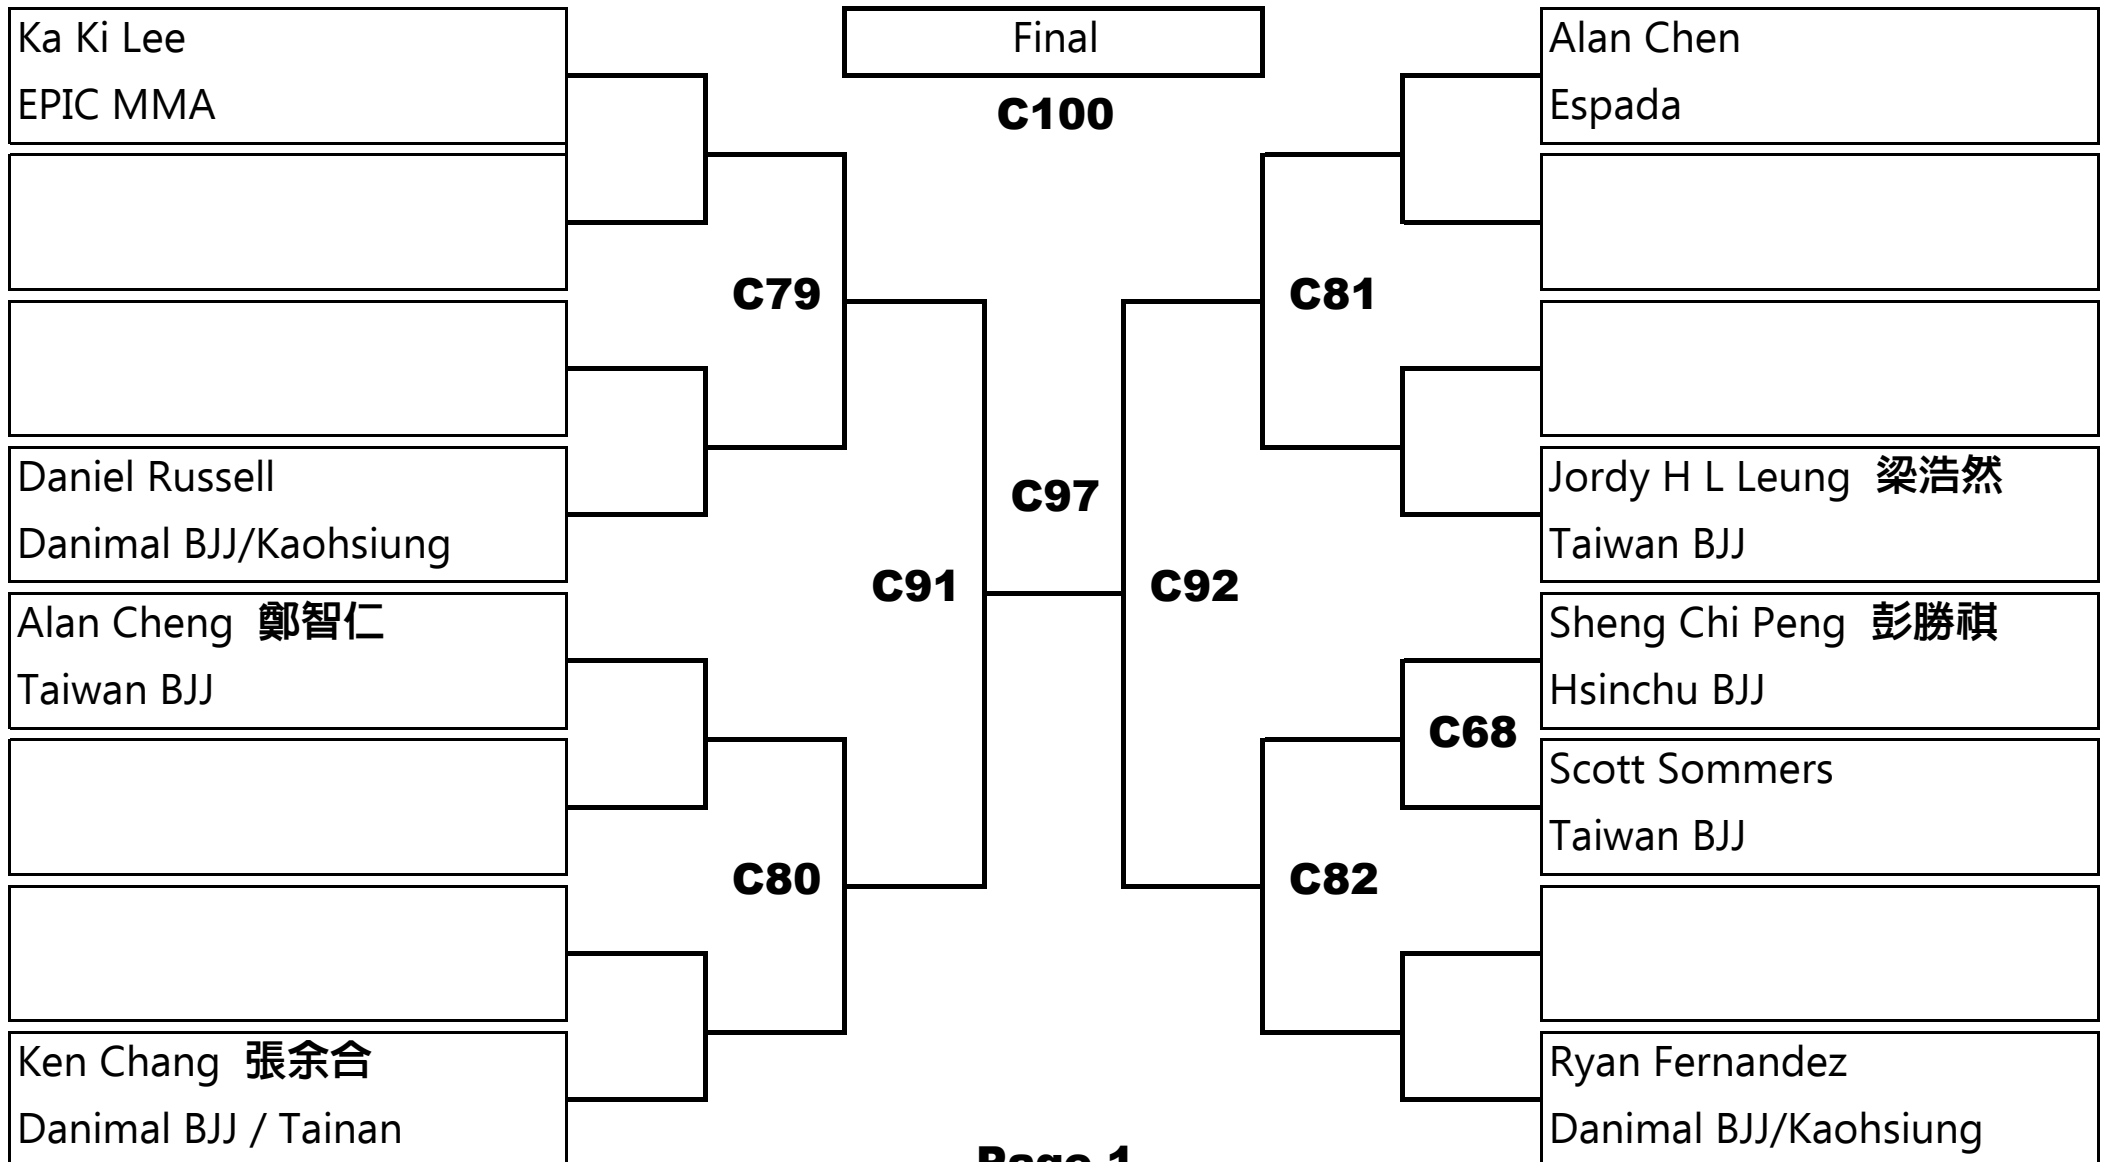 Ka Ki Lee
EPIC MMA
Daniel Russell
Danimal BJJ/Kaohsiung
Alan Cheng 鄭智仁
Taiwan BJJ
Ken Chang 張余合
Danimal BJJ / Tainan
C79
C80
C91
Final
C100
C97
Page 1
C92
C81
C82
C68
Alan Chen
Espada
Jordy H L Leung 梁浩然
Taiwan BJJ
Sheng Chi Peng 彭勝祺
Hsinchu BJJ
Scott Sommers
Taiwan BJJ
Ryan Fernandez
Danimal BJJ/Kaohsiung